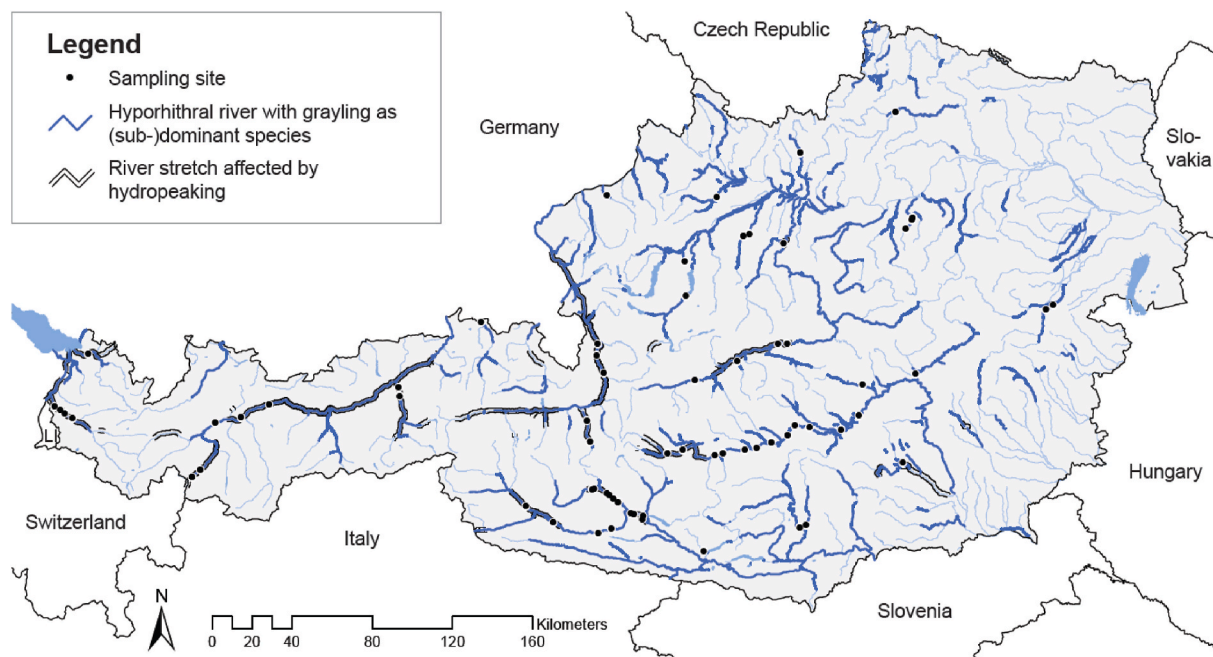 Legend
Sampling site
Hyporhithral river with grayling as
(sub-)dominant species
River stretch affected by
hydropeaking
Czech Republic
Germany
Slo-
vakia
LI
Switzerland
Italy
Hungary
Slovenia
N
Kilometers
0 20 40 80 120 160